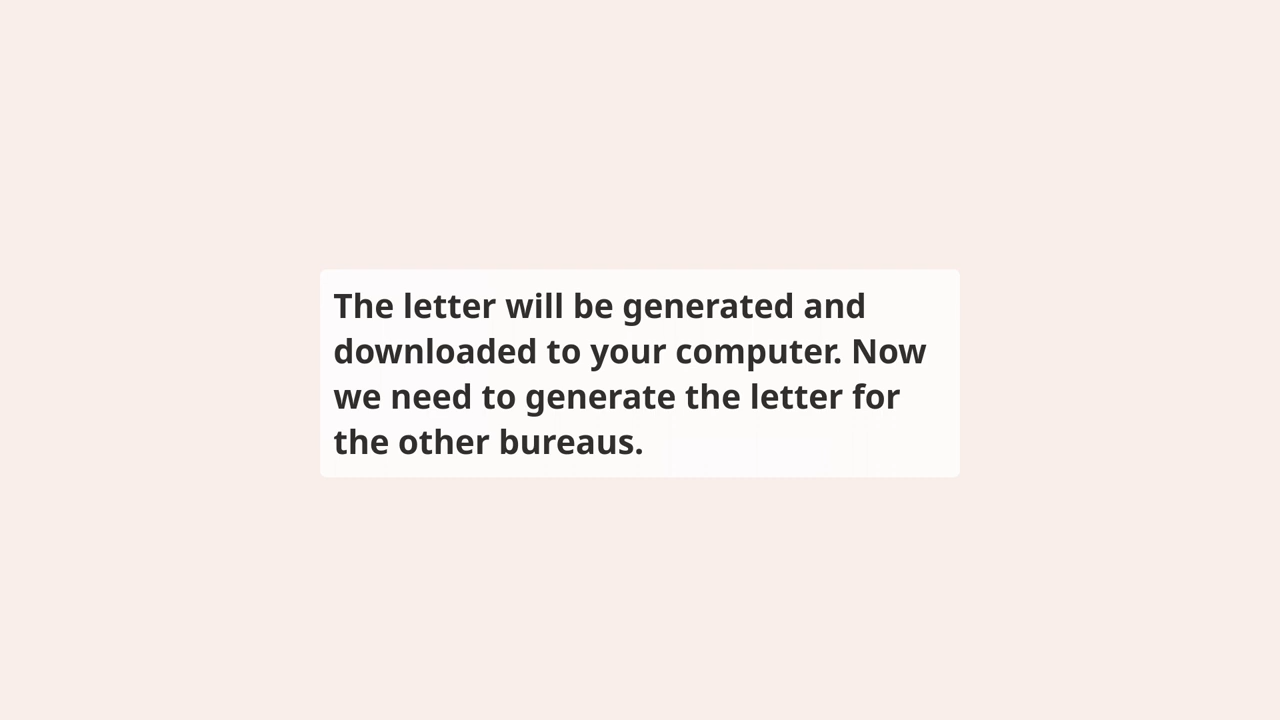 The letter will be generated and
downloaded to your computer. Now
we need to generate the letter for
the other bureaus.